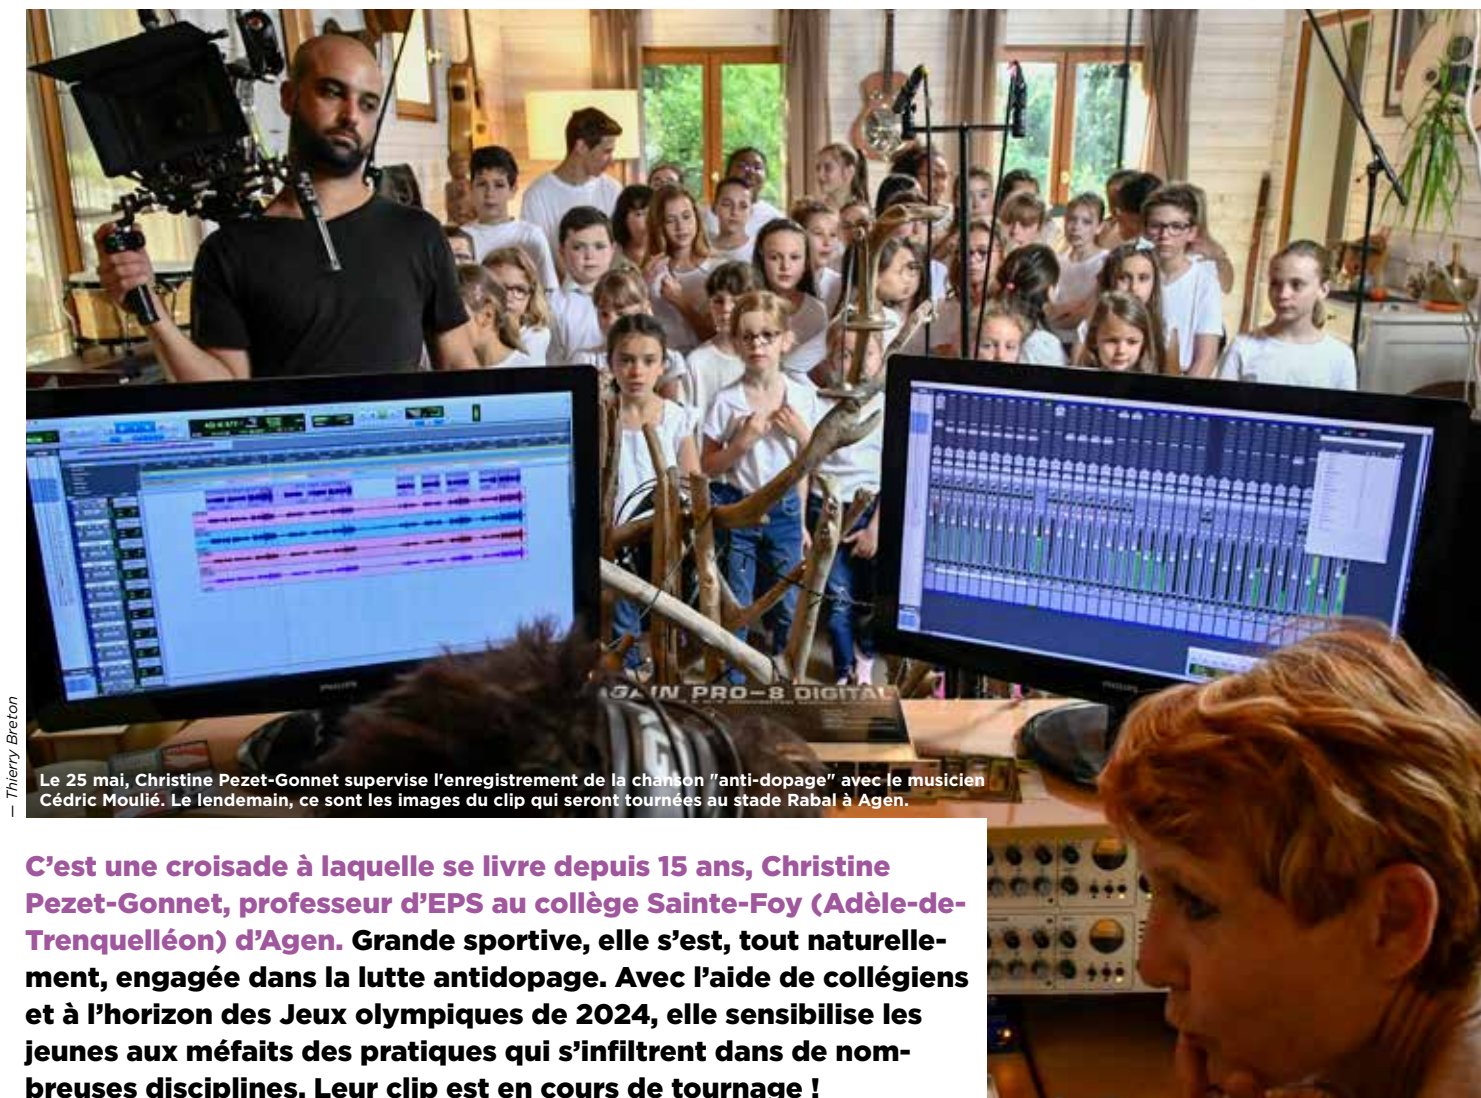 — Thierry Breton
PHILIPS
PHILIPS
GAIN PRO-8 DIGITAL
Le 25 mai, Christine Pezet-Gonnet supervise l'enregistrement de la chanson "anti-dopage" avec le musicien
Cédric Moulié. Le lendemain, ce sont les images du clip qui seront tournées au stade Rabal à Agen.
C’est une croisade à laquelle se livre depuis 15 ans, Christine
Pezet-Gonnet, professeur d’EPS au collège Sainte-Foy (Adèle-de-
Trenquelléon) d’Agen. Grande sportive, elle s’est, tout naturelle-
ment, engagée dans la lutte antidopage. Avec l’aide de collégiens
et à l’horizon des Jeux olympiques de 2024, elle sensibilise les
jeunes aux méfaits des pratiques qui s’infiltrent dans de nom-
breuses disciplines. Leur clip est en cours de tournage !